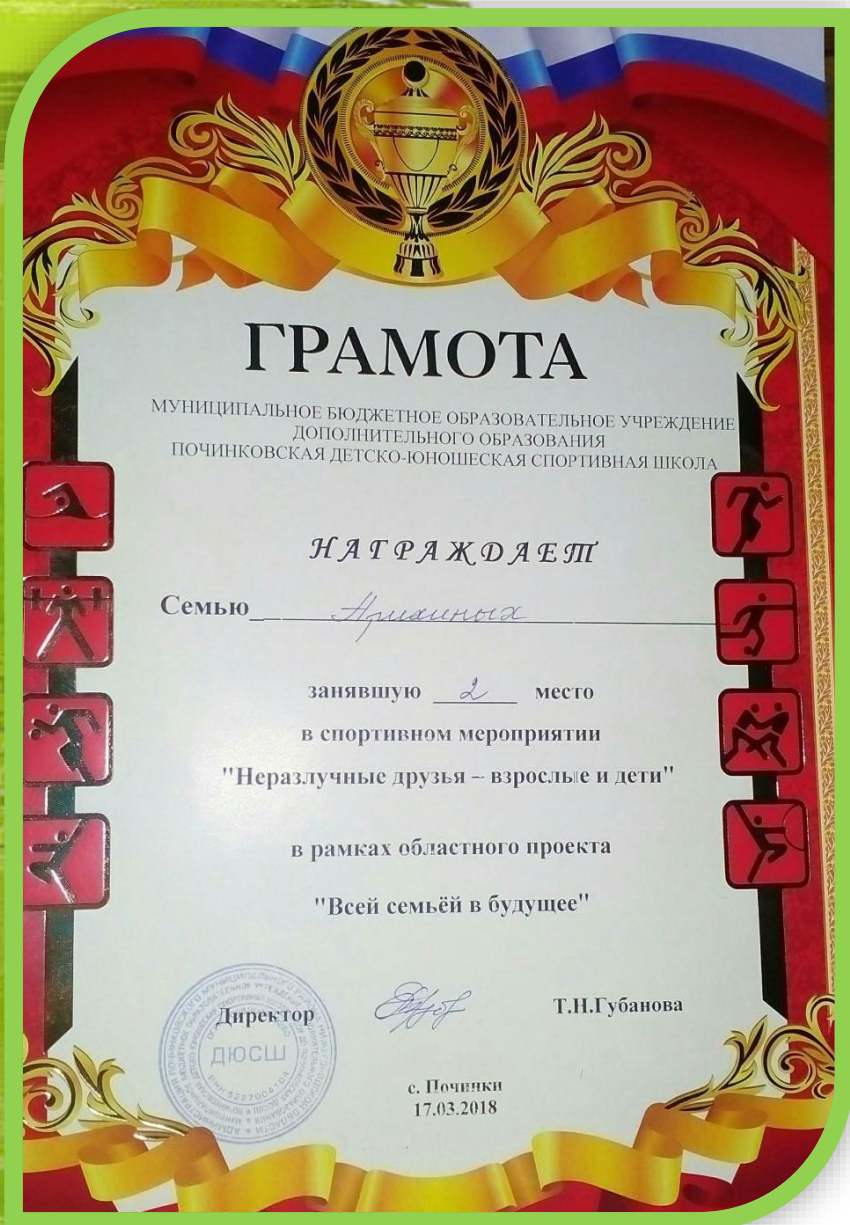 ГРАМОТА
МУНИЦИПАЛЬНОЕ БЮДЖЕТНОЕ ОБРАЗОВАТЕЛЬНОЕ УЧРЕЖДЕНИЕ
ДОПОЛНИТЕЛЬНОГО ОБРАЗОВАНИЯ
ПОЧИНКОВСКАЯ ДЕТСКО-ЮНОШЕСКАЯ СПОРТИВНАЯ ШКОЛА
НАГРАЖДАЕТ
Семью
занявшую 2 место
в спортивном мероприятии
"Неразлучные друзья – взрослые и дети"
в рамках областного проекта
"Всей семьёй в будущее"
Директор Т.Н.Губанова
ДЮСШ
с. Починки
17.03.2018